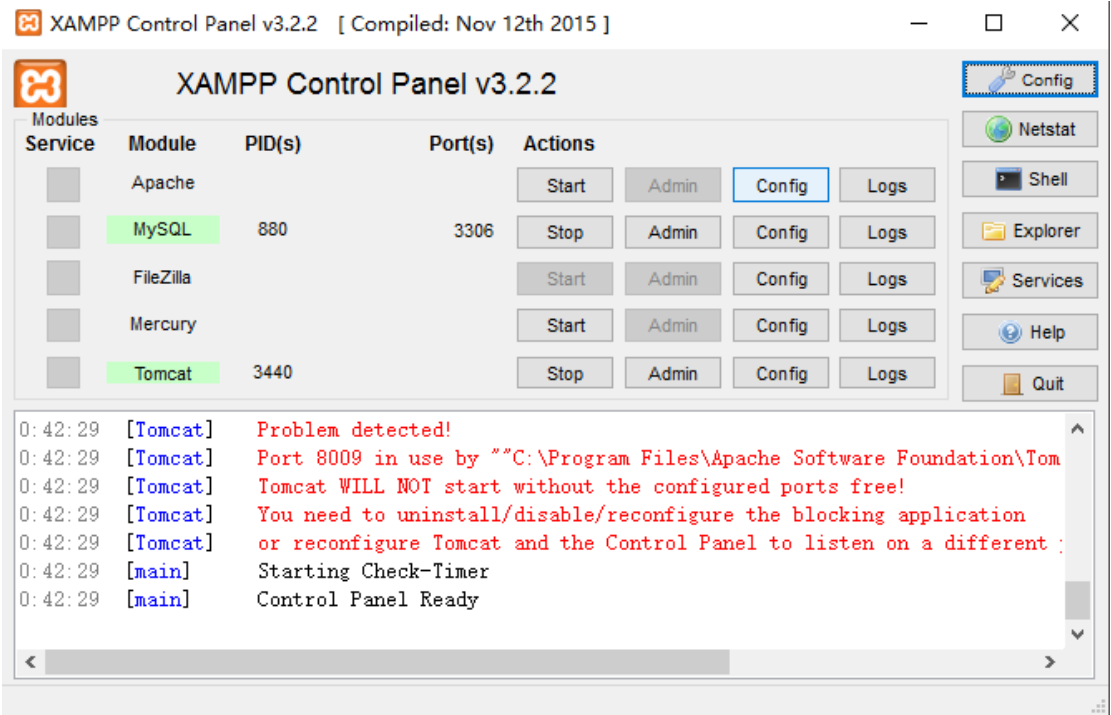 XAMPP Control Panel v3.2.2 [ Compiled: Nov 12th 2015 ]
XAMPP Control Panel v3.2.2
Config
Modules
Netstat
Service Module PID(s) Port(s) Actions
Apache Start Admin Config Logs
Shell
MySQL 880 3306 Stop Admin Config Logs
Explorer
FileZilla Start Admin Config Logs
Services
Mercury Start Admin Config Logs
Help
Tomcat 3440 Stop Admin Config Logs
Quit
0:42:29 [Tomcat] Problem detected!
0:42:29 [Tomcat] Port 8009 in use by ""C:\Program Files\Apache Software Foundation\Tom
0:42:29 [Tomcat] Tomcat WILL NOT start without the configured ports free!
0:42:29 [Tomcat] You need to uninstall/disable/reconfigure the blocking application
0:42:29 [Tomcat] or reconfigure Tomcat and the Control Panel to listen on a different
0:42:29 [main] Starting Check-Timer
0:42:29 [main] Control Panel Ready